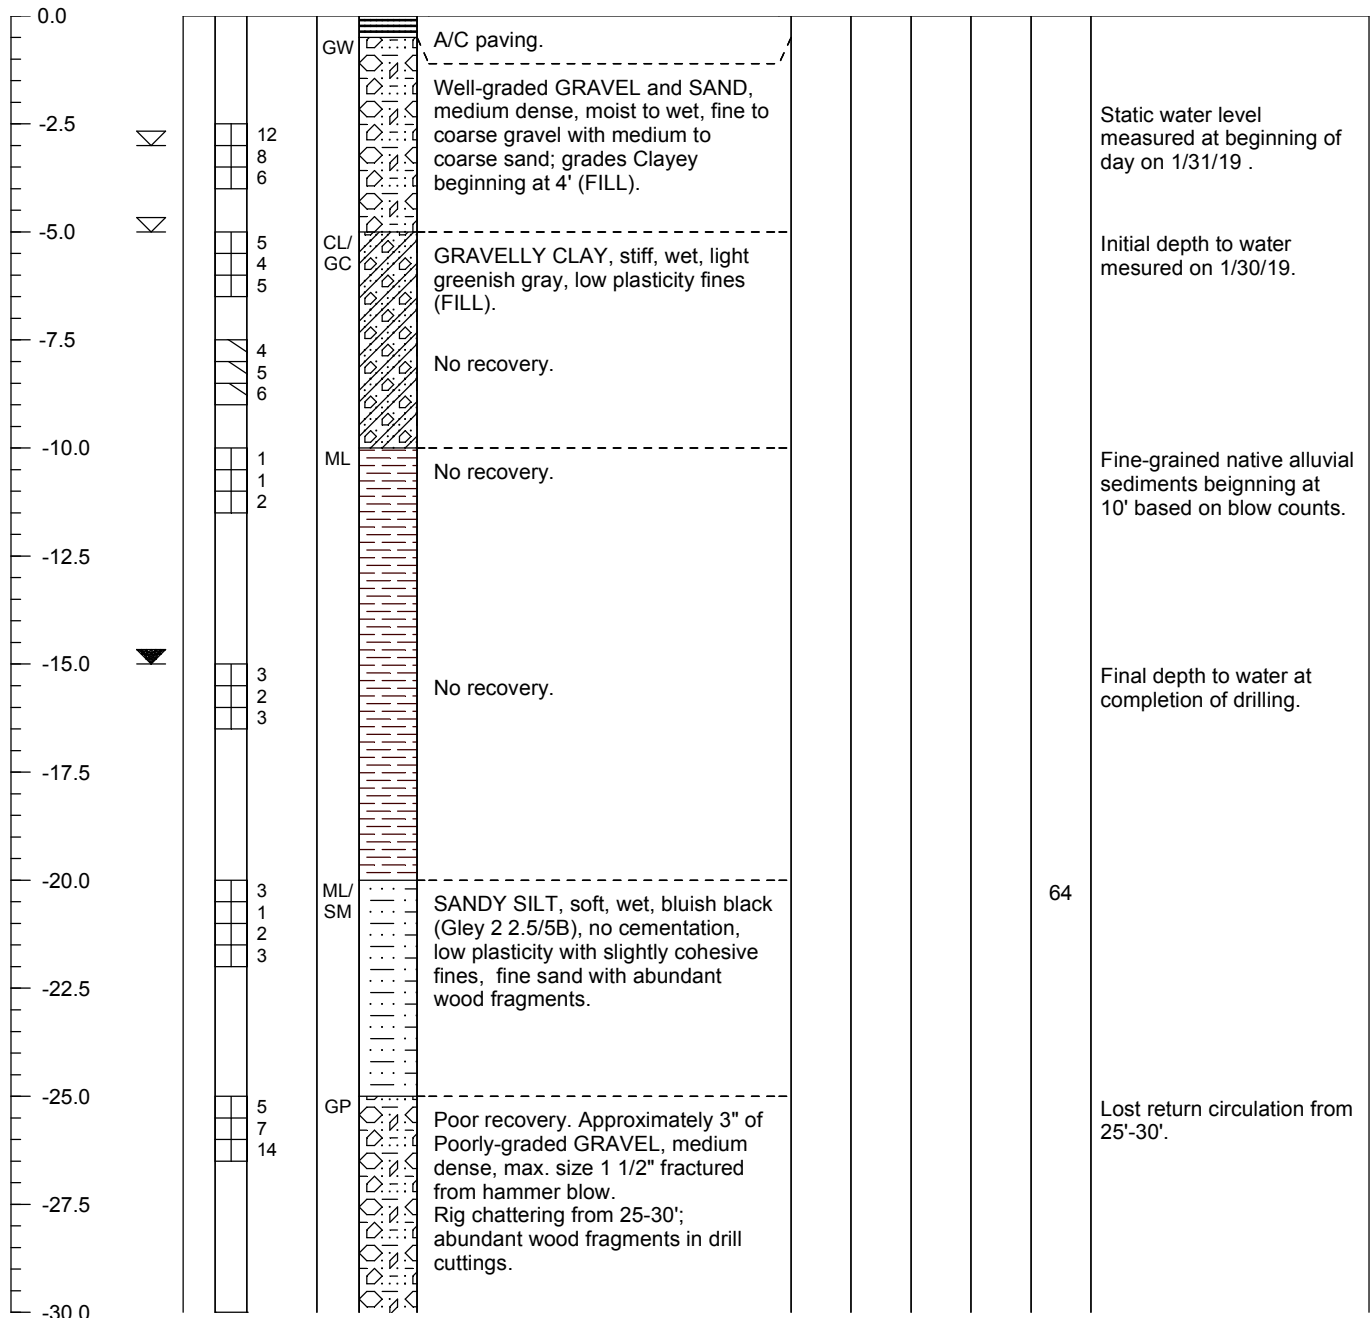 0.0
A/C paving.
GW
Well-graded GRAVEL and SAND,
medium dense, moist to wet, fine to
coarse gravel with medium to
coarse sand; grades Clayey
beginning at 4' (FILL).
Static water level
measured at beginning of
day on 1/31/19 .
-2.5
12
8
6
-5.0
5
4
5
CL/
GC
GRAVELLY CLAY, stiff, wet, light
greenish gray, low plasticity fines
(FILL).
Initial depth to water
mesured on 1/30/19.
-7.5
4
5
6
No recovery.
-10.0
1
1
2
ML
No recovery.
Fine-grained native alluvial
sediments beignning at
10' based on blow counts.
-12.5
-15.0
3
2
3
No recovery.
Final depth to water at
completion of drilling.
-17.5
-20.0
3
1
2
3
ML/
SM
SANDY SILT, soft, wet, bluish black
(Gley 2 2.5/5B), no cementation,
low plasticity with slightly cohesive
fines, fine sand with abundant
wood fragments.
64
-22.5
-25.0
5
7
14
GP
Poor recovery. Approximately 3" of
Poorly-graded GRAVEL, medium
dense, max. size 1 1/2" fractured
from hammer blow.
Rig chattering from 25-30';
abundant wood fragments in drill
cuttings.
Lost return circulation from
25'-30'.
-27.5
-30.0